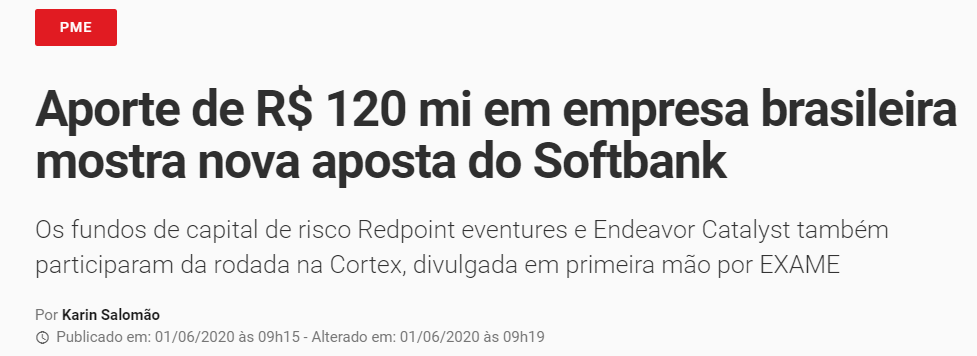 PME
Aporte de R$ 120 mi em empresa brasileira
mostra nova aposta do Softbank
Os fundos de capital de risco Redpoint eventures e Endeavor Catalyst também
participaram da rodada na Cortex, divulgada em primeira mão por EXAME
Por Karin Salomão
Publicado em: 01/06/2020 às 09h15 - Alterado em: 01/06/2020 às 09h19